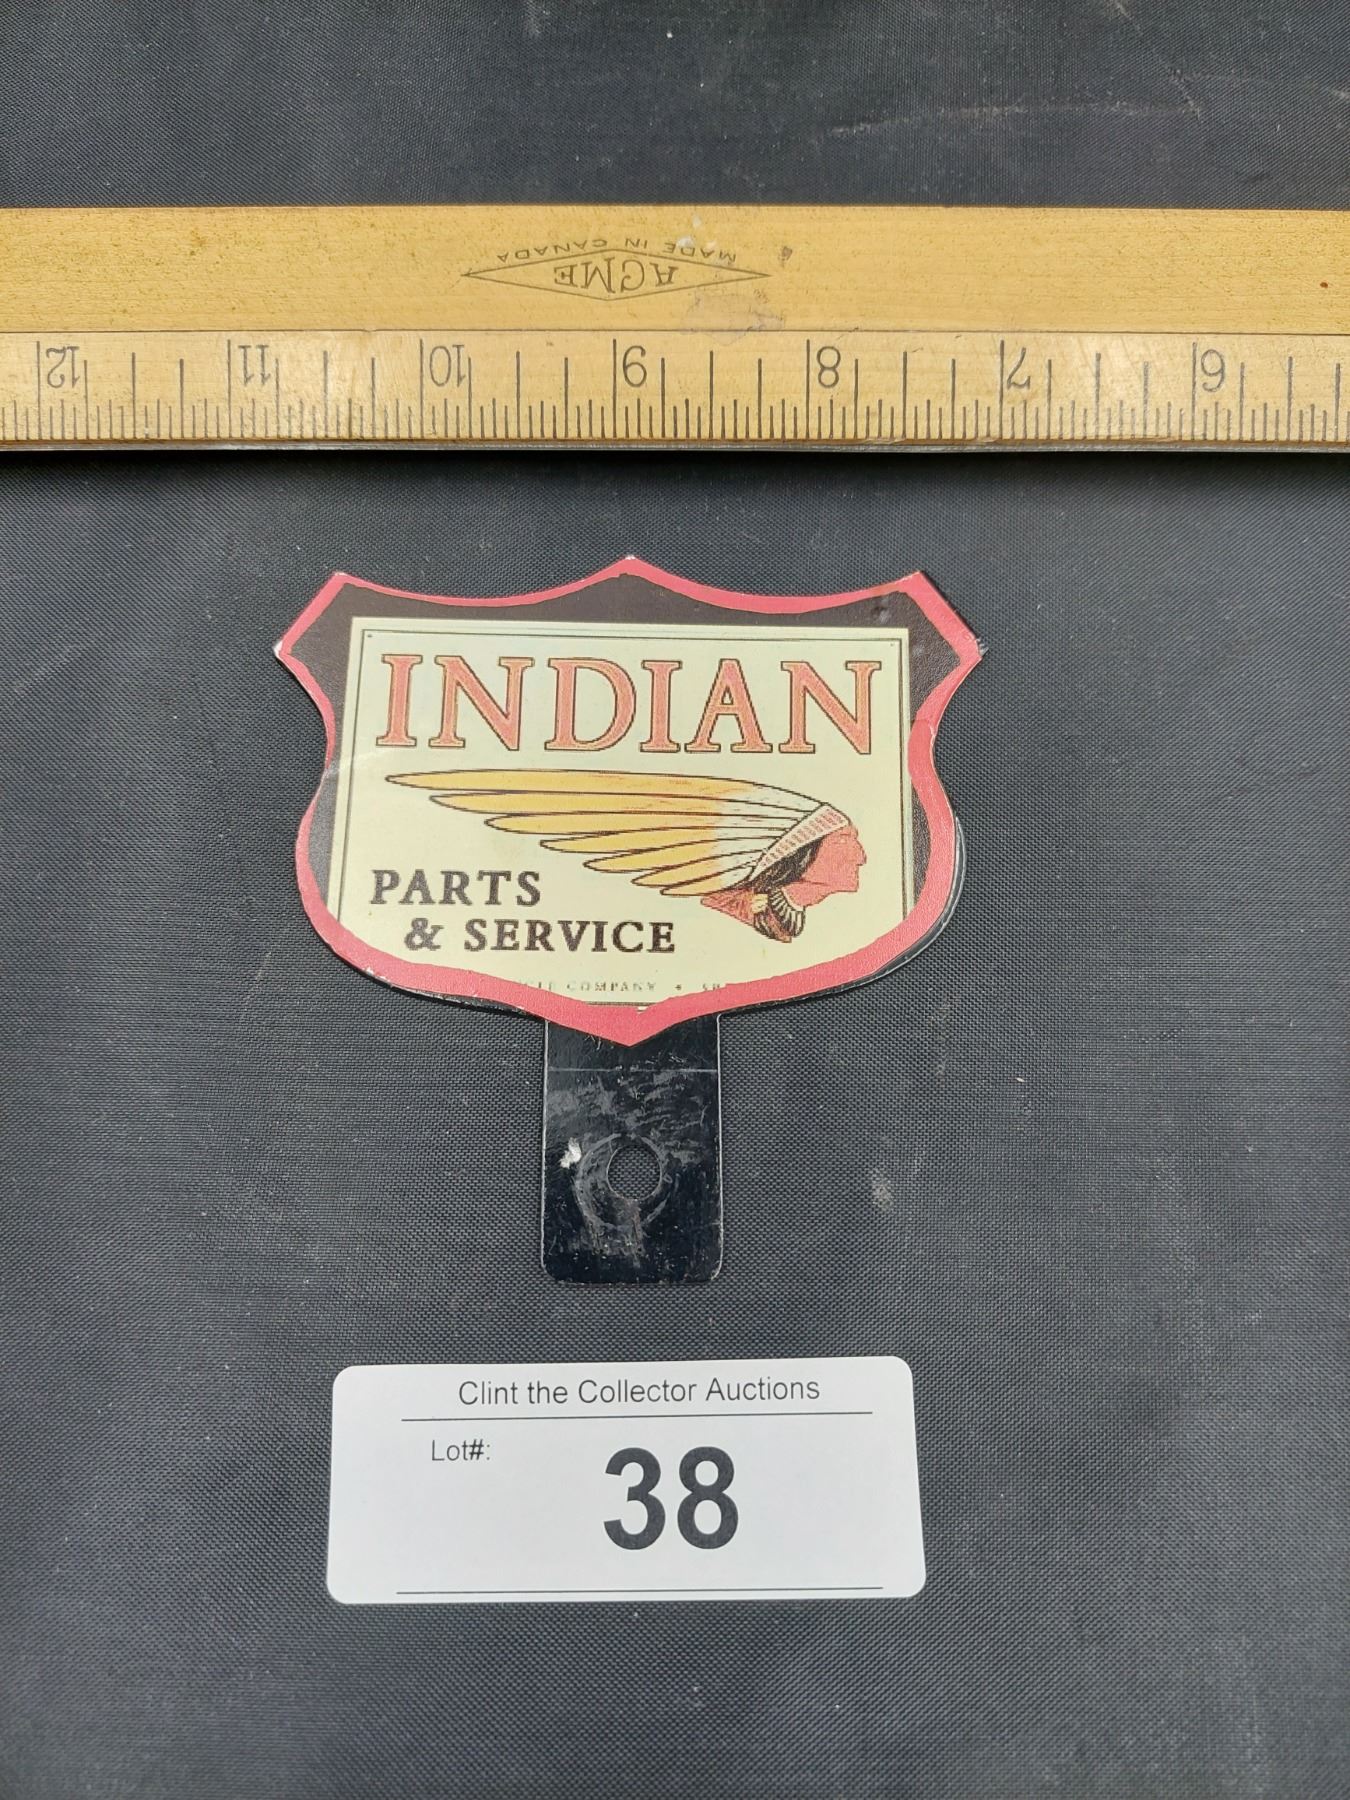 MADE IN CANADA
ACME
12 11 10 9 8 7 6
INDIAN
PARTS
& SERVICE
COMPANY
Clint the Collector Auctions
Lot#:
38